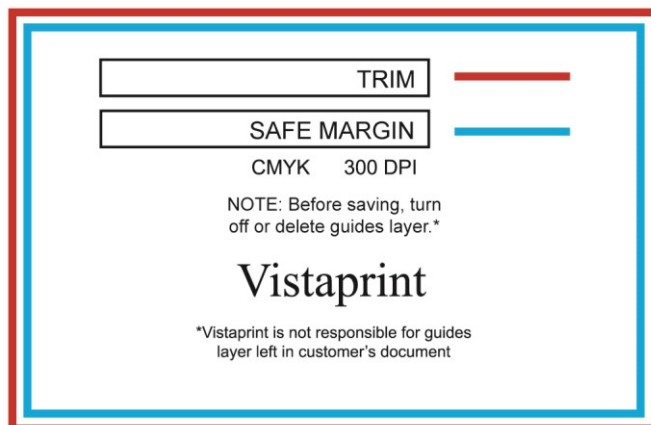 TRIM
SAFE MARGIN
CMYK 300 DPI
NOTE: Before saving, turn
off or delete guides layer.*
Vistaprint
*Vistaprint is not responsible for guides
layer left in customer’s document